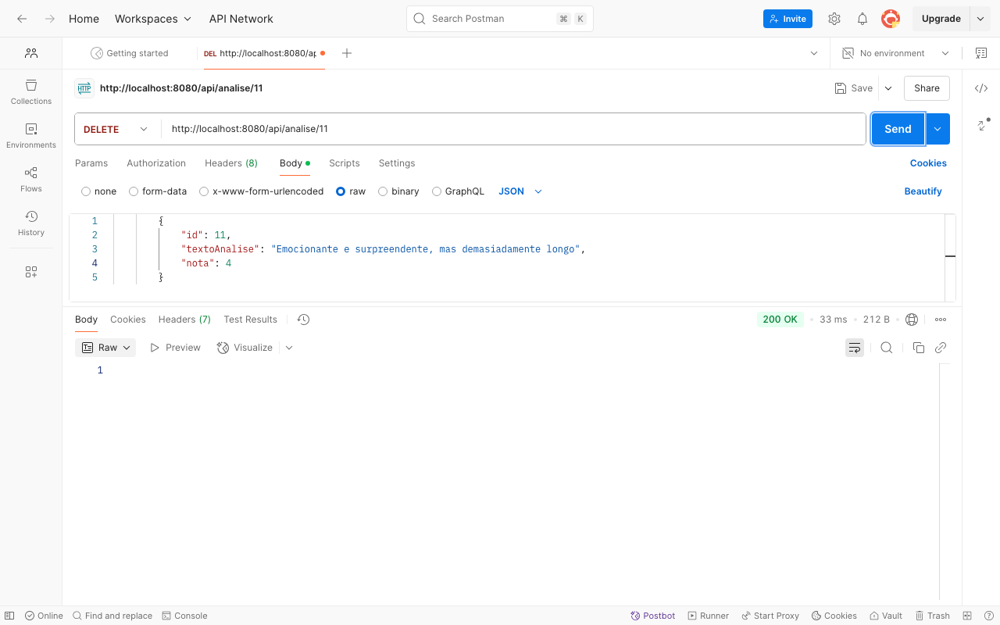 Home Workspaces API Network Search Postman ⌘ K Invite Upgrade
Getting started DEL http://localhost:8080/ap No environment
HTTP http://localhost:8080/api/analise/11 Save Share
Collections
Environments
Flows
History
DELETE http://localhost:8080/api/analise/11 Send
Params Authorization Headers (8) Body Scripts Settings Cookies
none form-data x-www-form-urlencoded raw binary GraphQL JSON Beautify
1 {
2 "id": 11,
3 "textoAnalise": "Emocionante e surpreendente, mas demasiadamente longo",
4 "nota": 4
5 }
Body Cookies Headers (7) Test Results 200 OK 33 ms 212 B
Raw Preview Visualize
1
Online Find and replace Console Postbot Runner Start Proxy Cookies Vault Trash